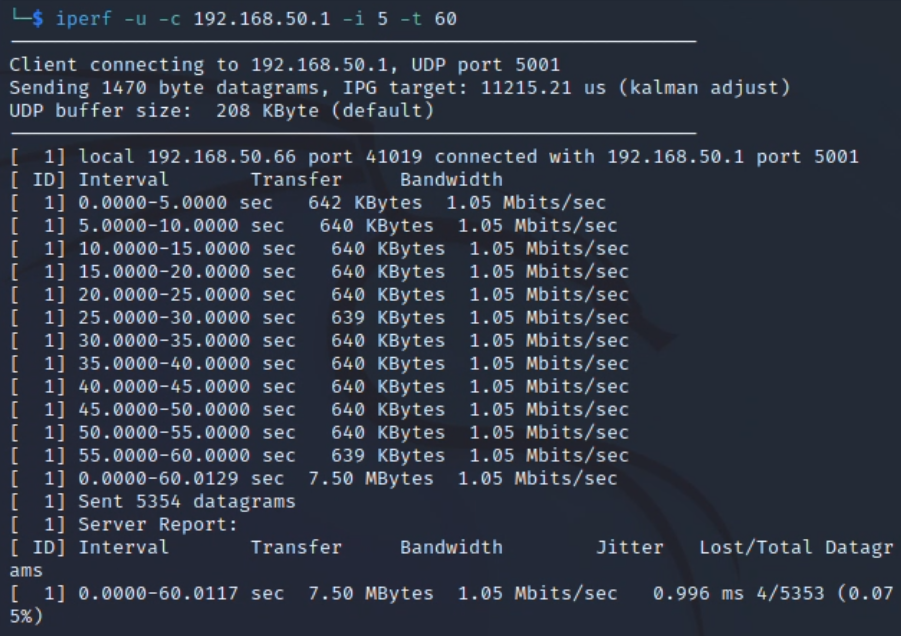 └─$ iperf -u -c 192.168.50.1 -i 5 -t 60
Client connecting to 192.168.50.1, UDP port 5001
Sending 1470 byte datagrams, IPG target: 11215.21 us (kalman adjust)
UDP buffer size:  208 KByte (default)
[  1] local 192.168.50.66 port 41019 connected with 192.168.50.1 port 5001
[ ID] Interval       Transfer     Bandwidth
[  1] 0.0000-5.0000 sec   642 KBytes  1.05 Mbits/sec
[  1] 5.0000-10.0000 sec   640 KBytes  1.05 Mbits/sec
[  1] 10.0000-15.0000 sec   640 KBytes  1.05 Mbits/sec
[  1] 15.0000-20.0000 sec   640 KBytes  1.05 Mbits/sec
[  1] 20.0000-25.0000 sec   640 KBytes  1.05 Mbits/sec
[  1] 25.0000-30.0000 sec   639 KBytes  1.05 Mbits/sec
[  1] 30.0000-35.0000 sec   640 KBytes  1.05 Mbits/sec
[  1] 35.0000-40.0000 sec   640 KBytes  1.05 Mbits/sec
[  1] 40.0000-45.0000 sec   640 KBytes  1.05 Mbits/sec
[  1] 45.0000-50.0000 sec   640 KBytes  1.05 Mbits/sec
[  1] 50.0000-55.0000 sec   640 KBytes  1.05 Mbits/sec
[  1] 55.0000-60.0000 sec   639 KBytes  1.05 Mbits/sec
[  1] 0.0000-60.0129 sec  7.50 MBytes  1.05 Mbits/sec
[  1] Sent 5354 datagrams
[  1] Server Report:
[ ID] Interval       Transfer     Bandwidth        Jitter   Lost/Total Datagr
ams
[  1] 0.0000-60.0117 sec  7.50 MBytes  1.05 Mbits/sec   0.996 ms 4/5353 (0.07
5%)